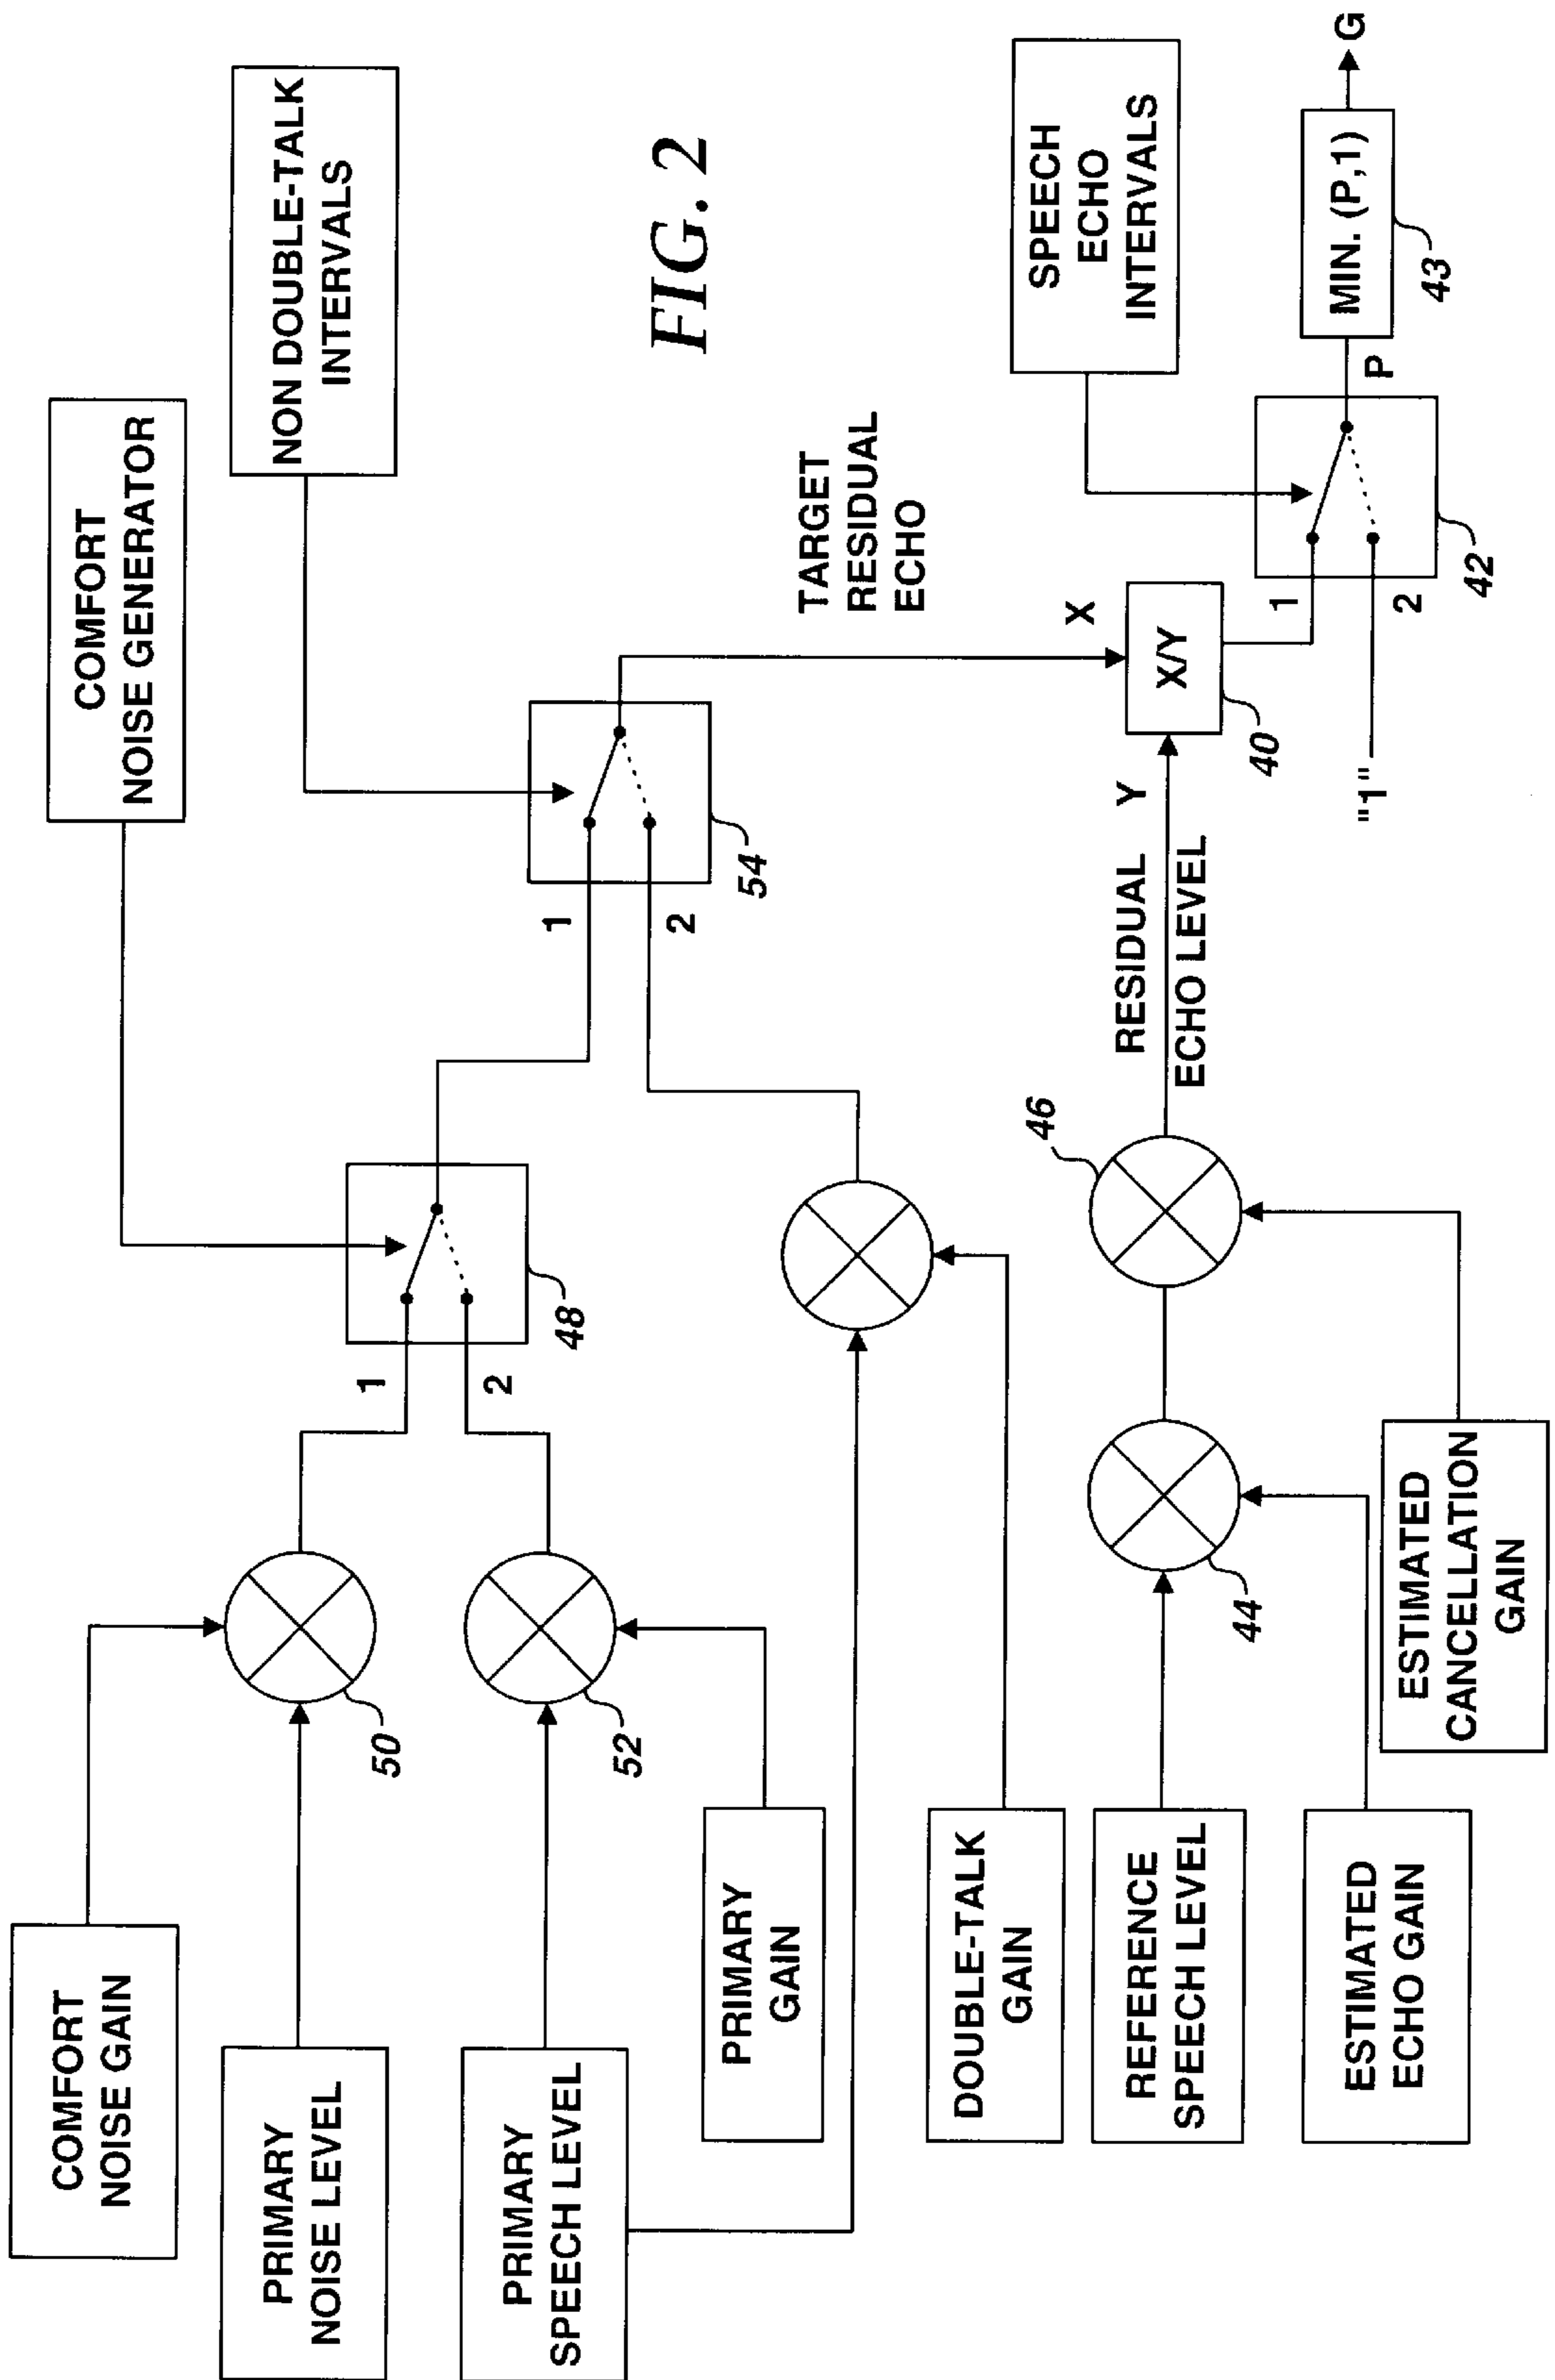 COMFORT
NOISE GENERATOR
NON DOUBLE-TALK
INTERVALS
FIG. 2
COMFORT
NOISE GAIN
PRIMARY
NOISE LEVEL
PRIMARY
SPEECH LEVEL
PRIMARY
GAIN
DOUBLE-TALK
GAIN
REFERENCE
SPEECH LEVEL
ESTIMATED
ECHO GAIN
ESTIMATED
CANCELLATION
GAIN
50
52
1
2
48
1
2
54
44
46
RESIDUAL
ECHO LEVEL
Y
TARGET
RESIDUAL
ECHO
X
X/Y
40
"1"
1
2
42
SPEECH
ECHO
INTERVALS
P
MIN. (P,1)
43
G